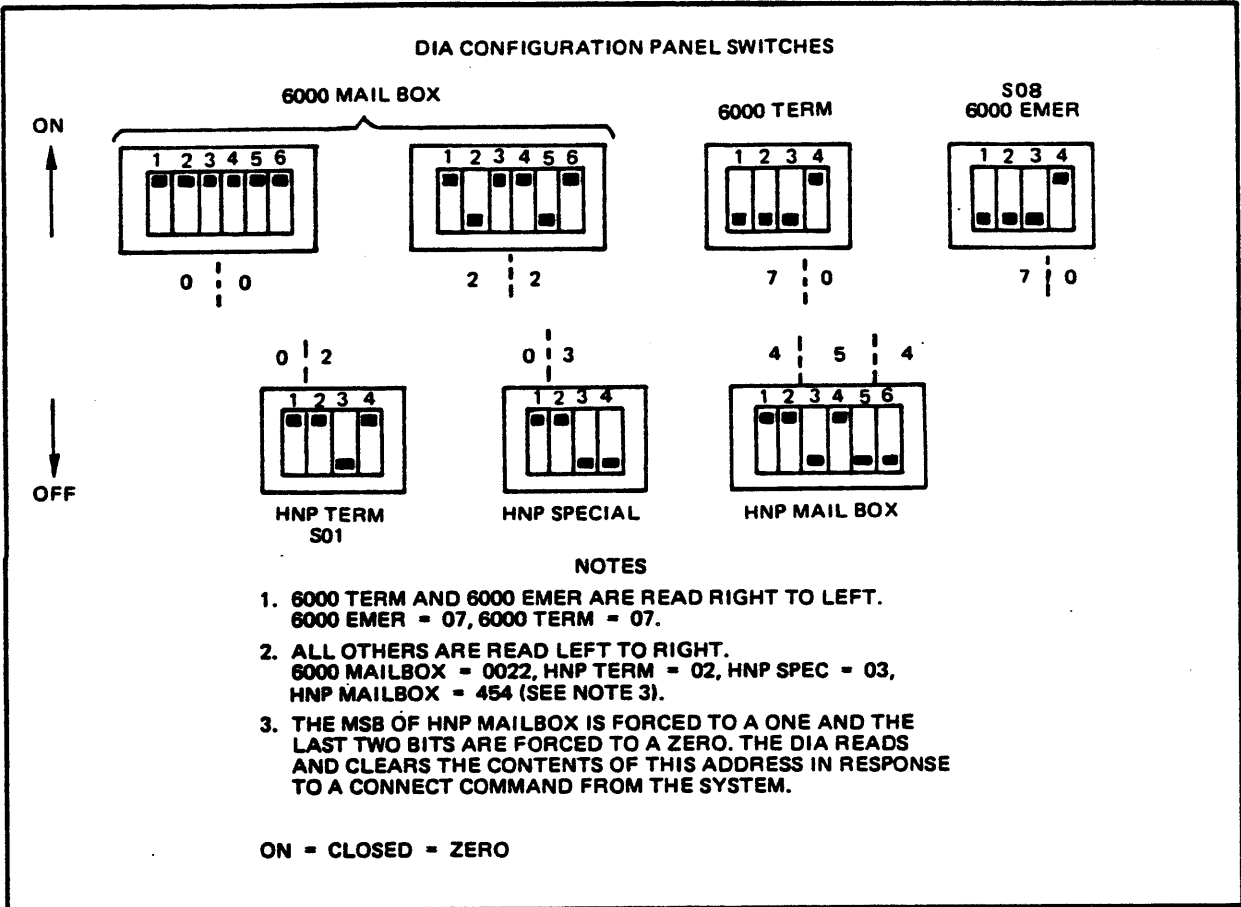 DIA CONFIGURATION PANEL SWITCHES
6000 MAIL BOX
6000 TERM
S08
6000 EMER
ON
1 2 3 4 5 6
1 2 3 4 5 6
1 2 3 4
1 2 3 4
0 0
2 2
7 0
7 0
0 2
0 3
4 5 4
1 2 3 4
1 2 3 4
1 2 3 4 5 6
OFF
HNP TERM
S01
HNP SPECIAL
HNP MAIL BOX
NOTES
1. 6000 TERM AND 6000 EMER ARE READ RIGHT TO LEFT.
6000 EMER = 07, 6000 TERM = 07.
2. ALL OTHERS ARE READ LEFT TO RIGHT.
6000 MAILBOX = 0022, HNP TERM = 02, HNP SPEC = 03,
HNP MAILBOX = 454 (SEE NOTE 3).
3. THE MSB OF HNP MAILBOX IS FORCED TO A ONE AND THE
LAST TWO BITS ARE FORCED TO A ZERO. THE DIA READS
AND CLEARS THE CONTENTS OF THIS ADDRESS IN RESPONSE
TO A CONNECT COMMAND FROM THE SYSTEM.
ON = CLOSED = ZERO